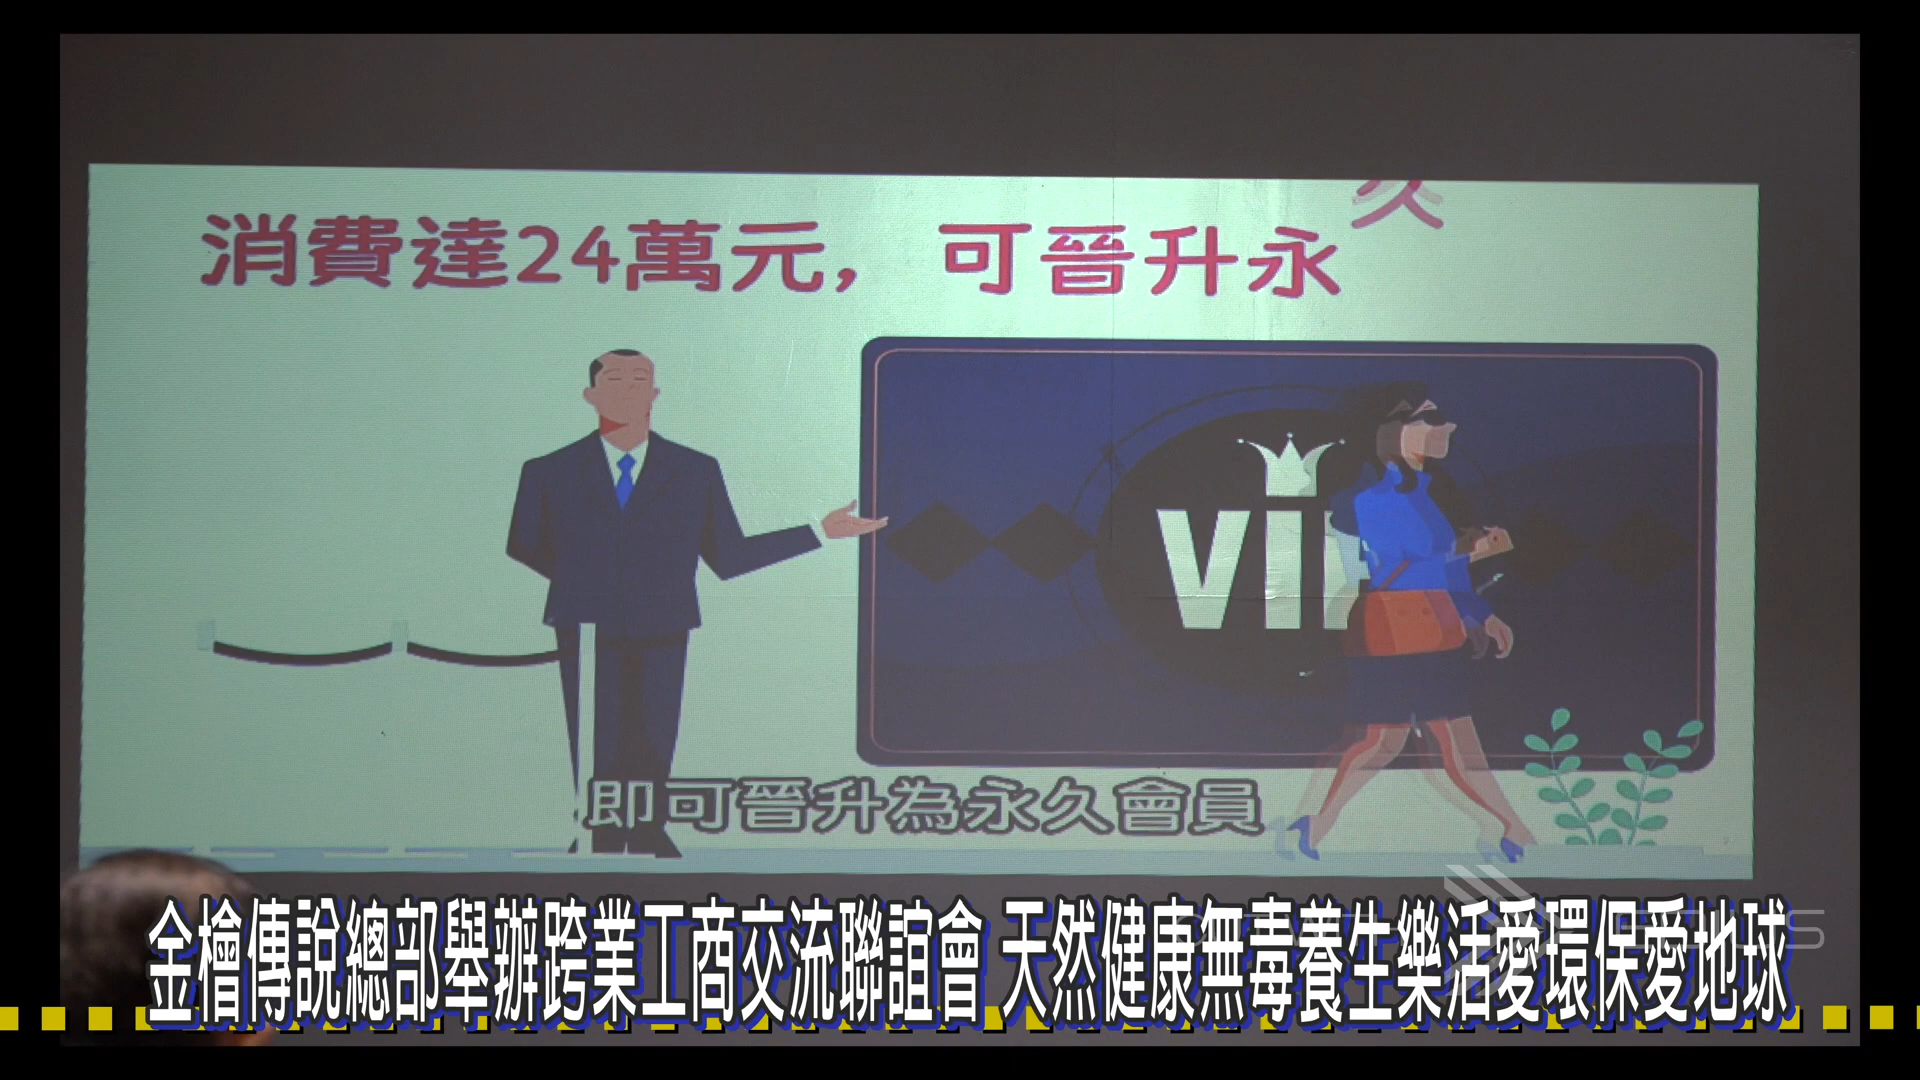 久
消費達24萬元，可晉升永
VIP
即可晉升為永久會員
金檜傳說總部舉辦跨業工商交流聯誼會 天然健康無毒養生樂活愛環保愛地球